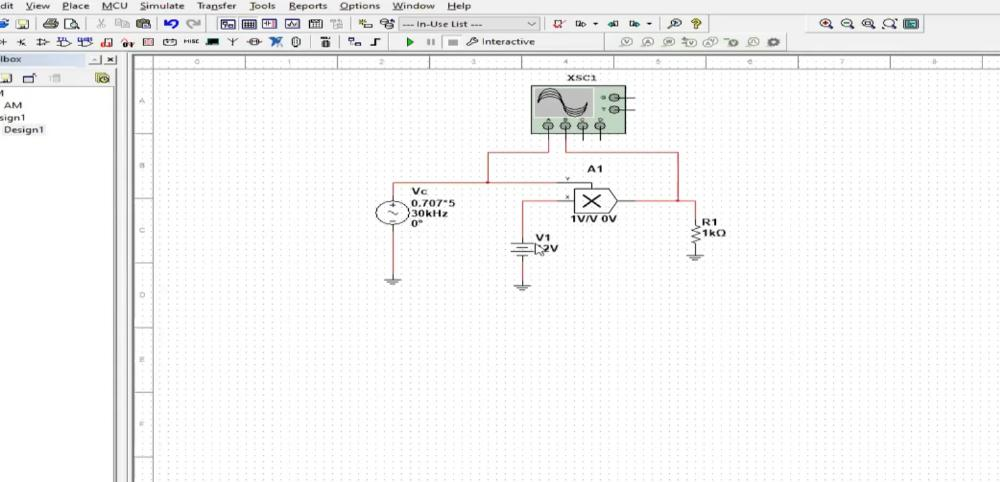 dit View Place MCU Simulate Transfer Tools Reports Options Window Help
--- In-Use List ---
MISC
Interactive
lbox
AM
sign1
Design1
0 1 2 3 4 5 6 7 8
A
B
C
D
E
F
XSC1
G
T
A B C D
A1
Y
X
1V/V 0V
Vc
0.707*5
30kHz
0°
V1
2V
R1
1kΩ